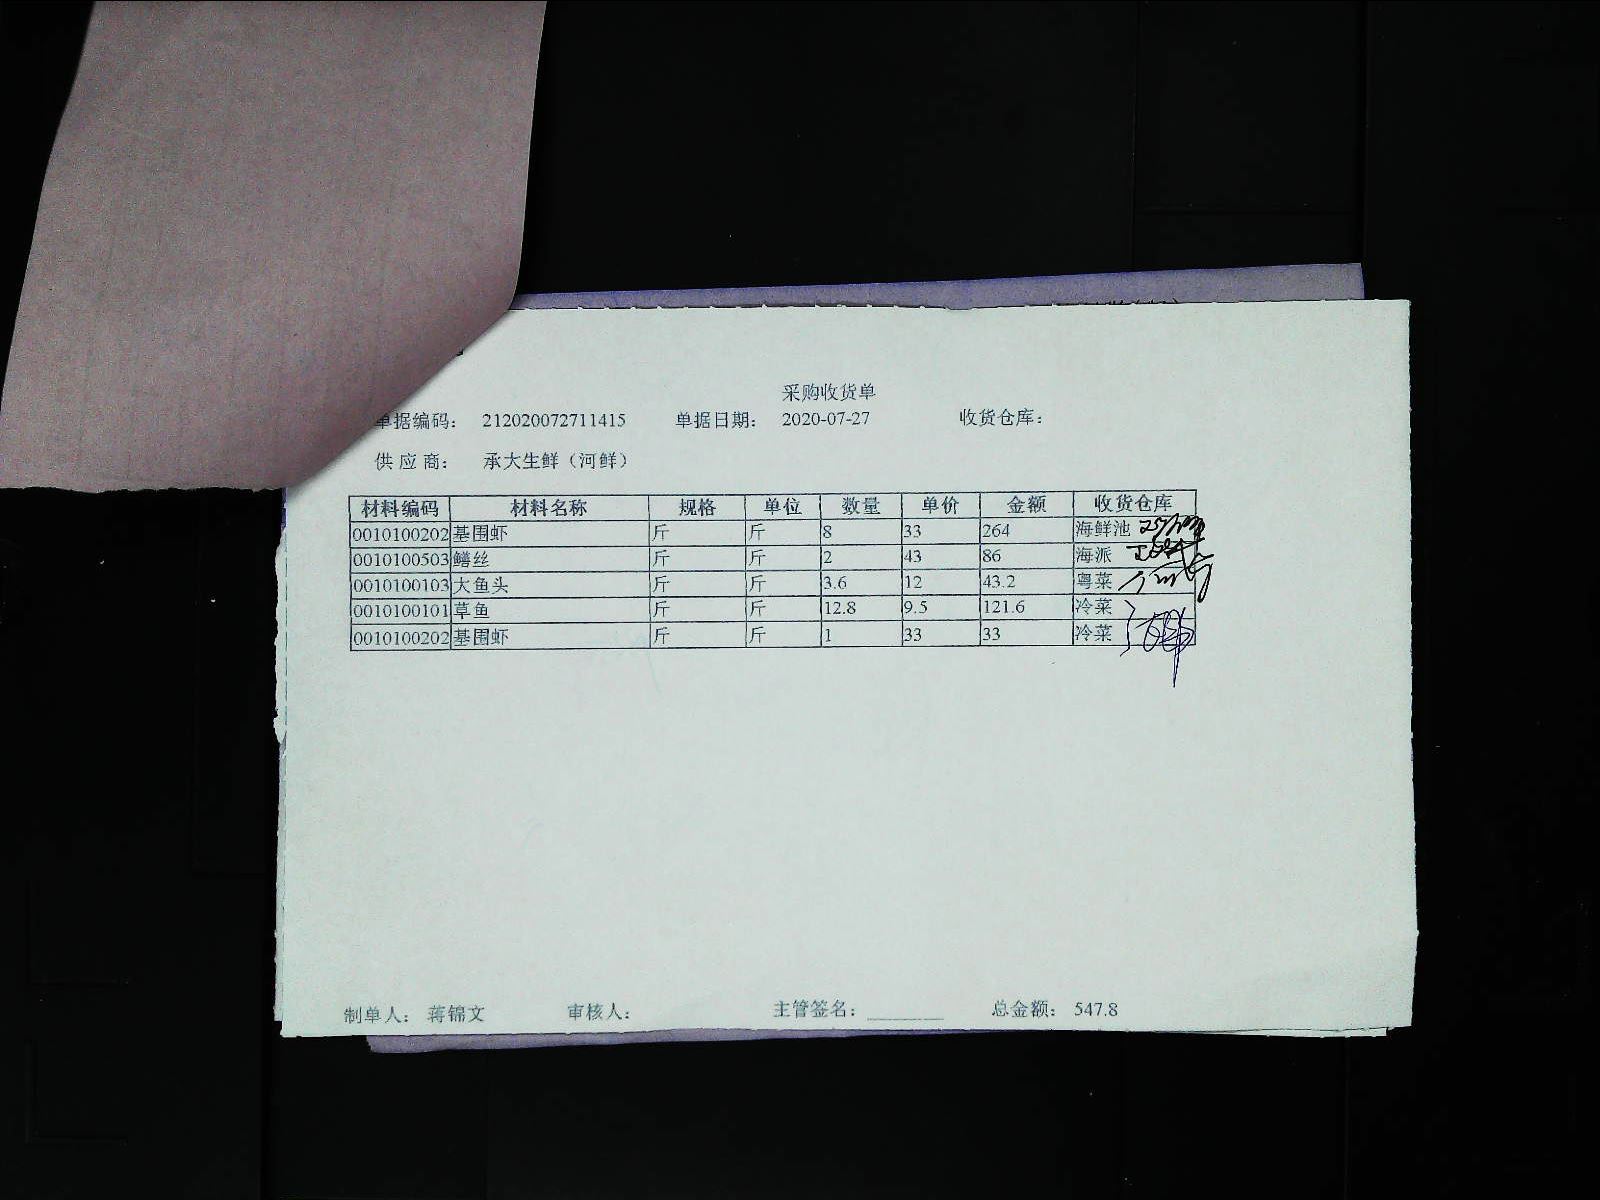 采购收货单
单据编码: 212020072711415 单据日期: 2020-07-27 收货仓库:
供应商: 承大生鲜（河鲜）
材料编码 材料名称 规格 单位 数量 单价 金额 收货仓库
0010100202 基围虾 斤 斤 8 33 264 海鲜池
0010100503 鳝丝 斤 斤 2 43 86 海派
0010100103 大鱼头 斤 斤 3.6 12 43.2 粤菜
0010100101 草鱼 斤 斤 12.8 9.5 121.6 冷菜
0010100202 基围虾 斤 斤 1 33 33 冷菜
制单人: 蒋锦文 审核人: 主管签名: 总金额: 547.8